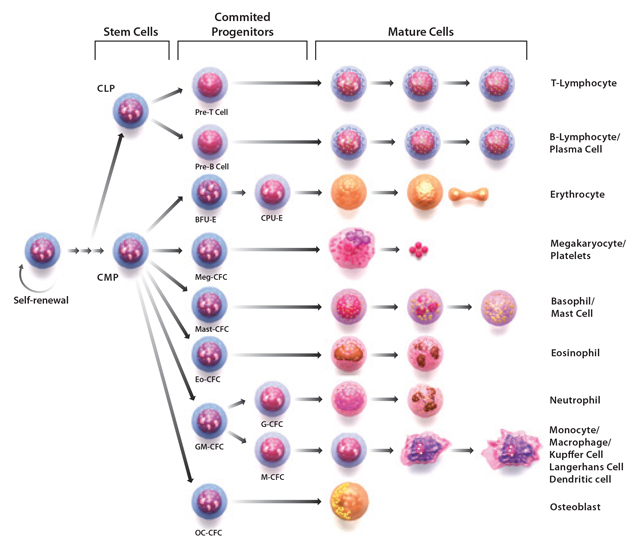 Stem Cells
Commited
Progenitors
Mature Cells
CLP
Pre-T Cell
T-Lymphocyte
Pre-B Cell
B-Lymphocyte/
Plasma Cell
BFU-E
CPU-E
Erythrocyte
Self-renewal
CMP
Meg-CFC
Megakaryocyte/
Platelets
Mast-CFC
Basophil/
Mast Cell
Eo-CFC
Eosinophil
GM-CFC
G-CFC
Neutrophil
M-CFC
Monocyte/
Macrophage/
Kupffer Cell
Langerhans Cell
Dendritic cell
OC-CFC
Osteoblast